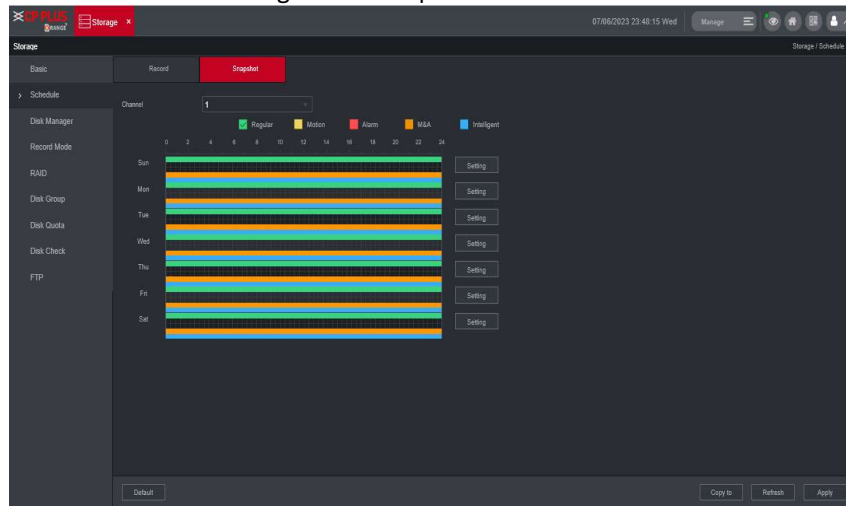 CP PLUS
ORANGE
Storage ×
07/06/2023 23:48:15 Wed
Manage
Storage
Storage / Schedule
Basic
Schedule
Disk Manager
Record Mode
RAID
Disk Group
Disk Quota
Disk Check
FTP
Record
Snapshot
Channel
1
Regular Motion Alarm M&A Intelligent
0 2 4 6 8 10 12 14 16 18 20 22 24
Sun Setting
Mon Setting
Tue Setting
Wed Setting
Thu Setting
Fri Setting
Sat Setting
Default
Copy to Refresh Apply